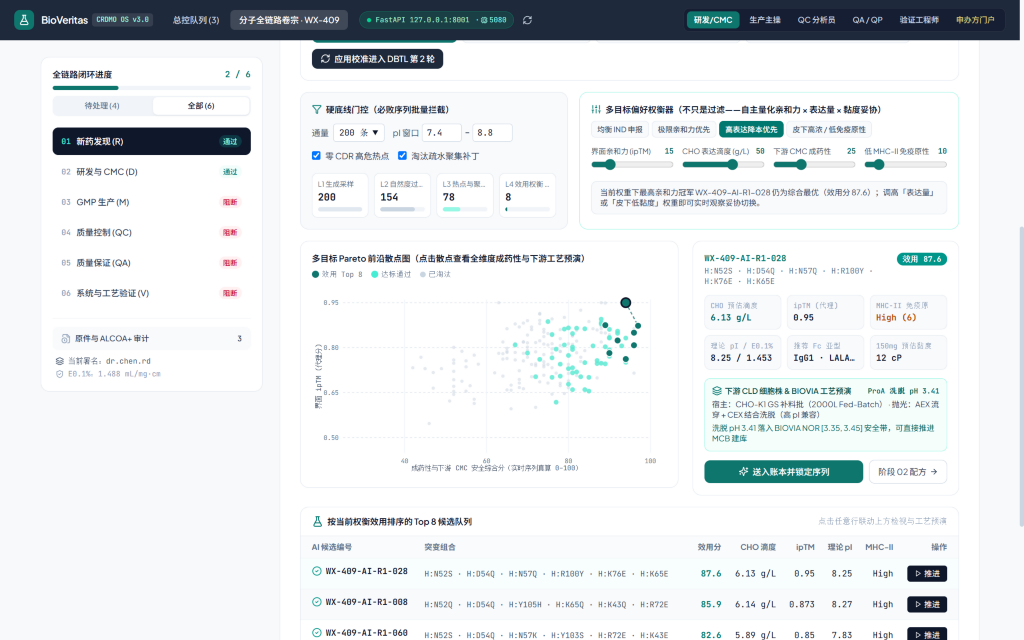 BioVeritas CROMO OS v3.0 总控队列 (3) 分子全链路卷宗 · WX-409 FastAPI 127.0.0.1:8001 · 5080 研发/CMC 生产主操 QC 分析员 QA / QP 验证工程师 申办方门户
应用校准进入 DBTL 第 2 轮
全链路闭环进度 2 / 6
待处理 (4) 全部 (6)
01 新药发现 (R) 通过
02 研发与 CMC (D) 通过
03 GMP 生产 (M) 阻断
04 质量控制 (QC) 阻断
05 质量保证 (QA) 阻断
06 系统与工艺验证 (V) 阻断
原件与 ALCOA+ 审计 3
当前署名: dr.chen.rd
E0.1%: 1.488 mL/mg·cm
硬底线门控（必败序列批量拦截）
通量 200 条 ▼ pI 窗口 7.4 – 8.8
零 CDR 高危热点 淘汰疏水聚集补丁
L1 生成采样 L2 自然度过… L3 热点与聚… L4 效用权衡 …
200 154 78 8
多目标偏好权衡器（不只是过滤——自主量化亲和力 × 表达量 × 黏度妥协）
均衡 IND 申报 极限亲和力优先 高表达降本优先 皮下高浓 / 低免疫原性
界面亲和力 (ipTM) 15 CHO 表达滴度 (g/L) 50 下游 CMC 成药性 25 低 MHC-II 免疫原性 10
当前权重下最高亲和力冠军 WX-409-AI-R1-028 仍为综合最优（效用分 87.6）；调高「表达量」
或「皮下低黏度」权重即可实时观察妥协切换。
多目标 Pareto 前沿散点图（点击散点查看全维度成药性与下游工艺预演）
效用 Top 8 达标通过 已淘汰
界面 ipTM (代理分)
0.95
0.80
0.65
0.50
40 60 80 100
成药性与下游 CMC 安全综合分 (实时序列真算 0-100)
WX-409-AI-R1-028 效用 87.6
H:N52S · H:D54Q · H:N57Q · H:R100Y ·
H:K76E · H:K65E
CHO 预估滴度 ipTM (代理) MHC-II 免疫原
6.13 g/L 0.95 High (6)
理论 pI / E0.1% 推荐 Fc 亚型 150mg 预估黏度
8.25 / 1.453 IgG1 · LALA… 12 cP
下游 CLD 细胞株 & BIOVIA 工艺预演 ProA 洗脱 pH 3.41
宿主：CHO-K1 GS 补料批（2000L Fed-Batch） · 抛光：AEX 流
穿 + CEX 结合洗脱（高 pI 兼容）
洗脱 pH 3.41 落入 BIOVIA NOR [3.35, 3.45] 安全带，可直接推进
MCB 建库
送入账本并锁定序列 阶段 02 配方 →
按当前权衡效用排序的 Top 8 候选队列 点击任意行联动上方检视与工艺预演
AI 候选编号 突变组合 效用分 CHO 滴度 ipTM 理论 pI MHC-II 操作
WX-409-AI-R1-028 H:N52S · H:D54Q · H:N57Q · H:R100Y · H:K76E · H:K65E 87.6 6.13 g/L 0.95 8.25 High 推进
WX-409-AI-R1-008 H:N52Q · H:D54Q · H:Y105H · H:K65Q · H:K43Q · H:R72E 85.9 6.14 g/L 0.873 8.27 High 推进
WX-409-AI-R1-060 H:N52S · H:D54Q · H:N57K · H:Y103S · H:R72E · H:K43E 82.6 5.89 g/L 0.85 7.83 High 推进